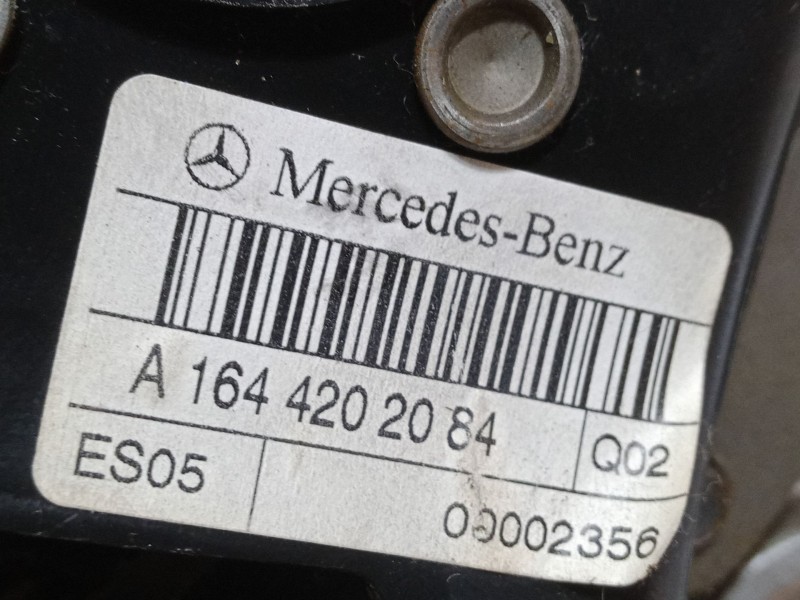 Mercedes-Benz
A 164 420 20 84
Q02
ES05
00002356